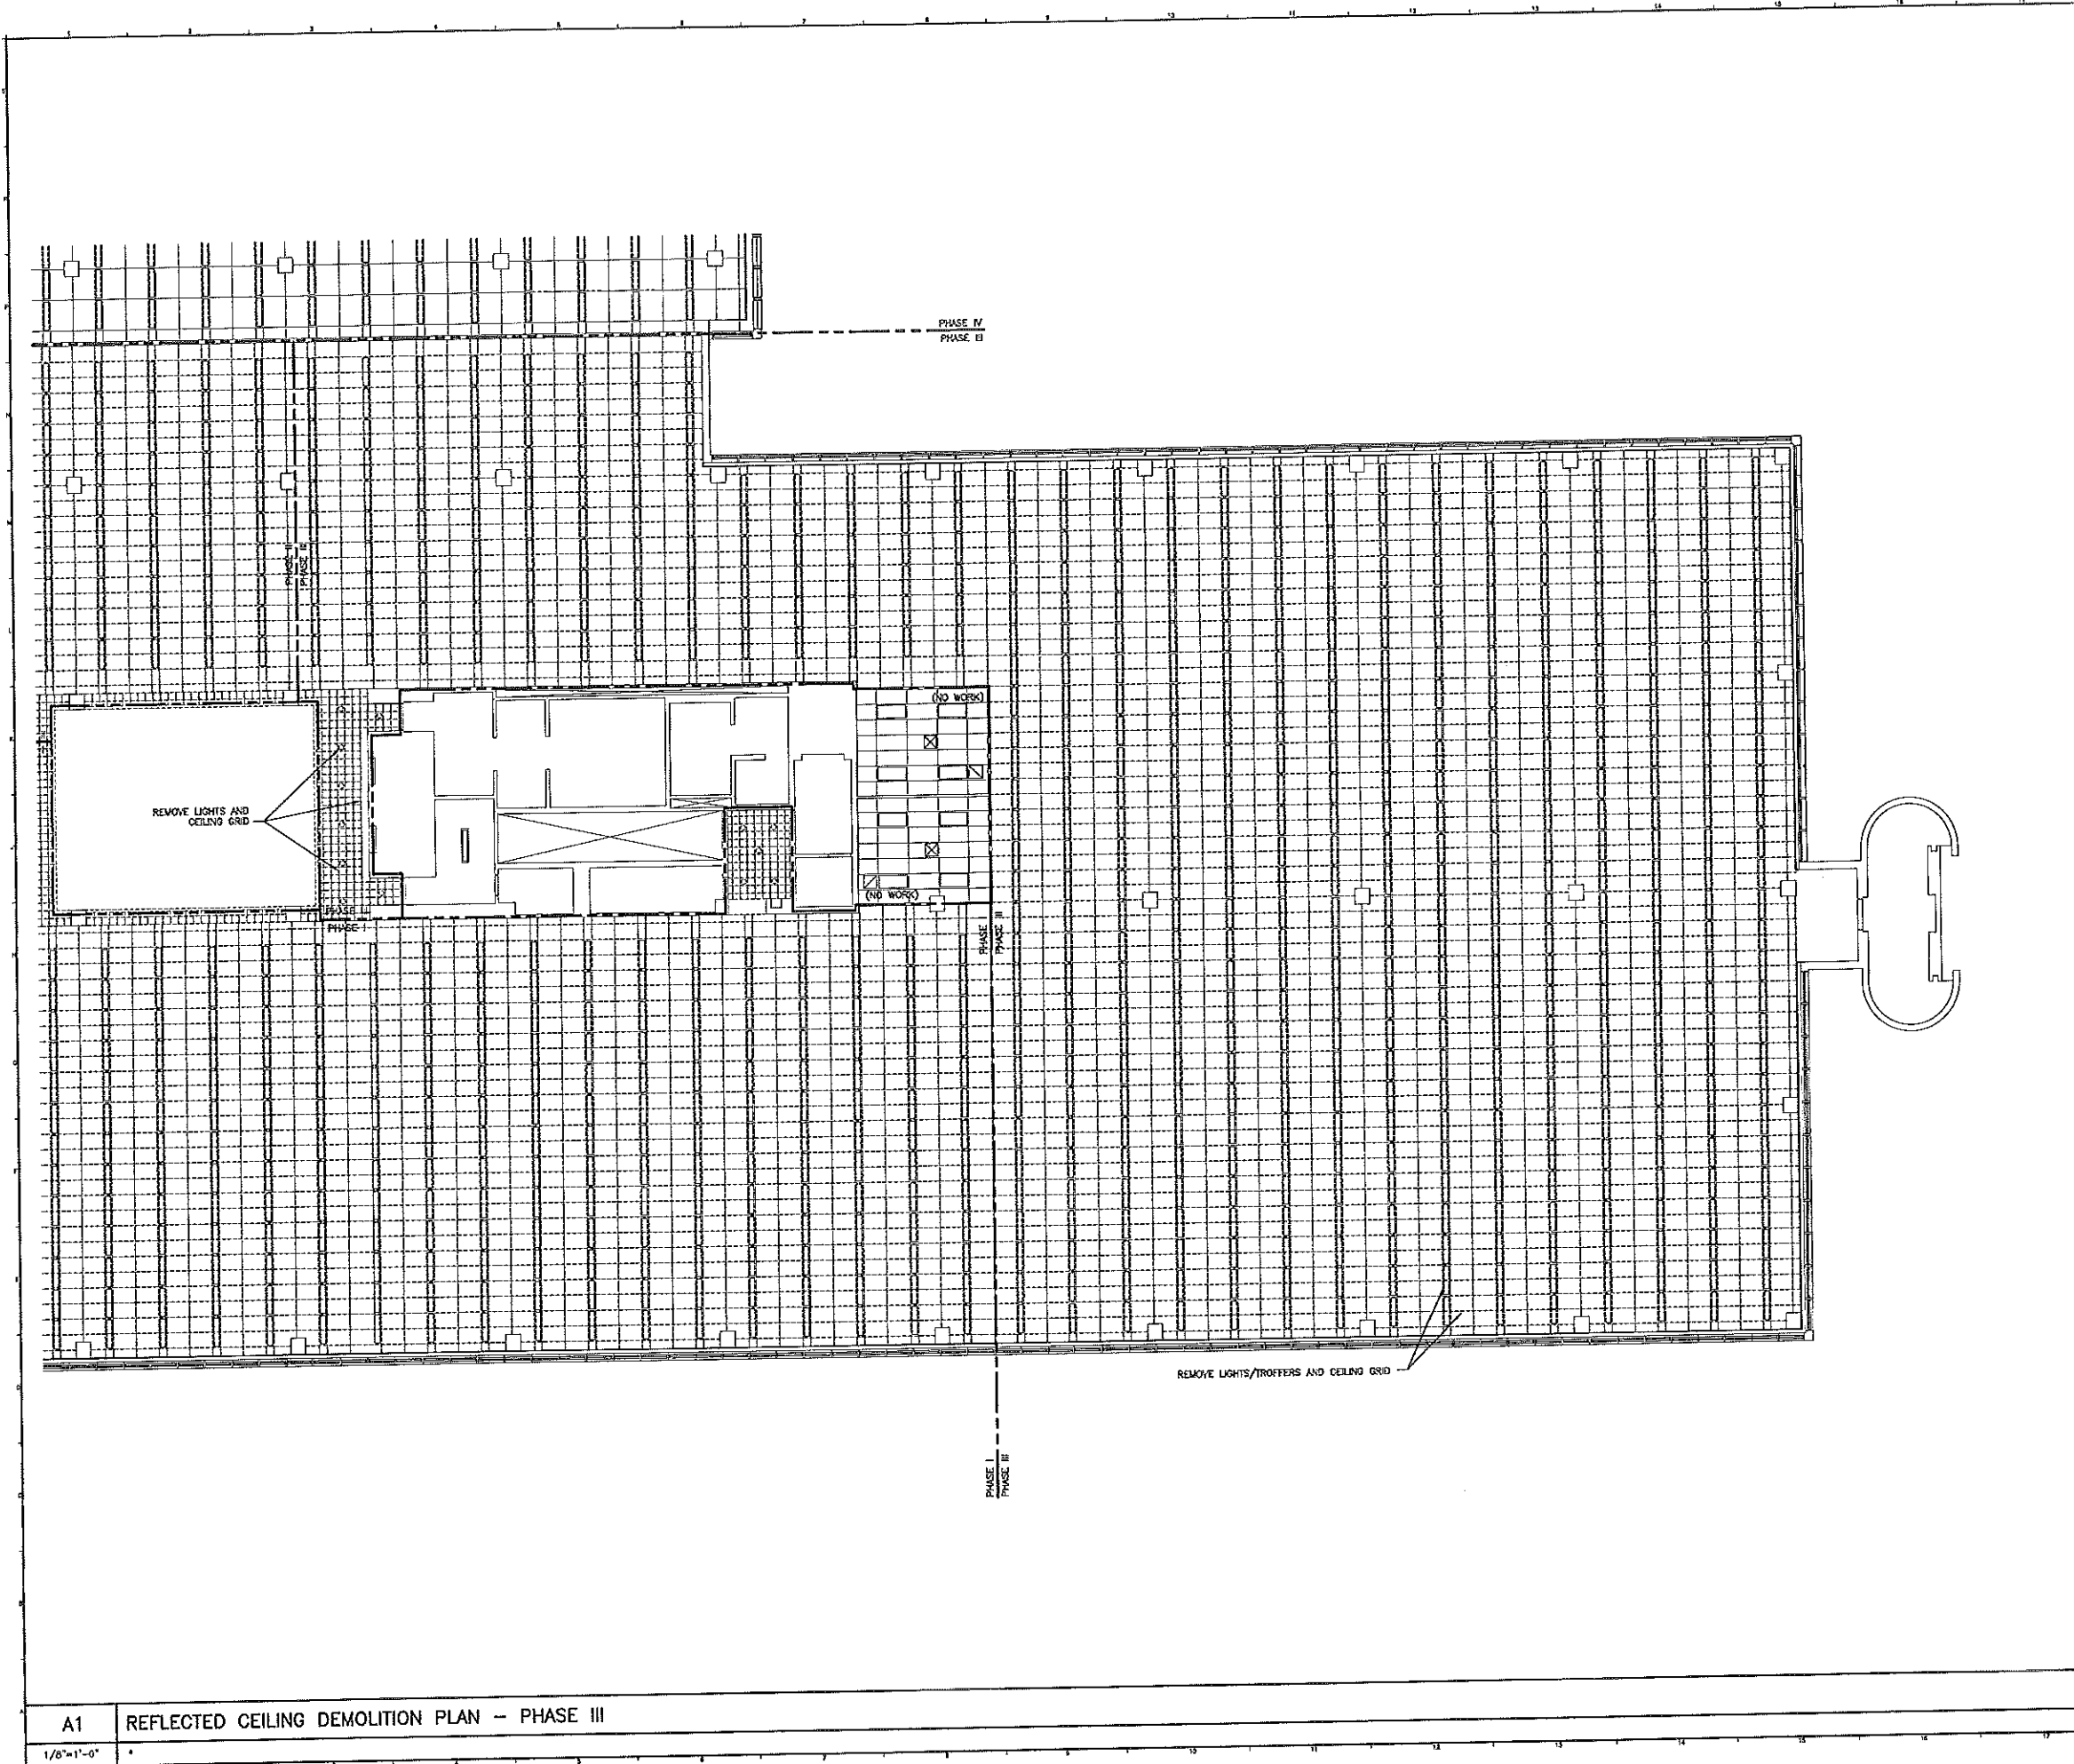 PHASE IV
PHASE III
PHASE II
PHASE III
(NO WORK)
REMOVE LIGHTS AND
CEILING GRID
(NO WORK)
PHASE I
PHASE I
PHASE III
REMOVE LIGHTS/TROFFERS AND CEILING GRID
PHASE I
PHASE III
A1
REFLECTED CEILING DEMOLITION PLAN – PHASE III
1/8"=1'-0"